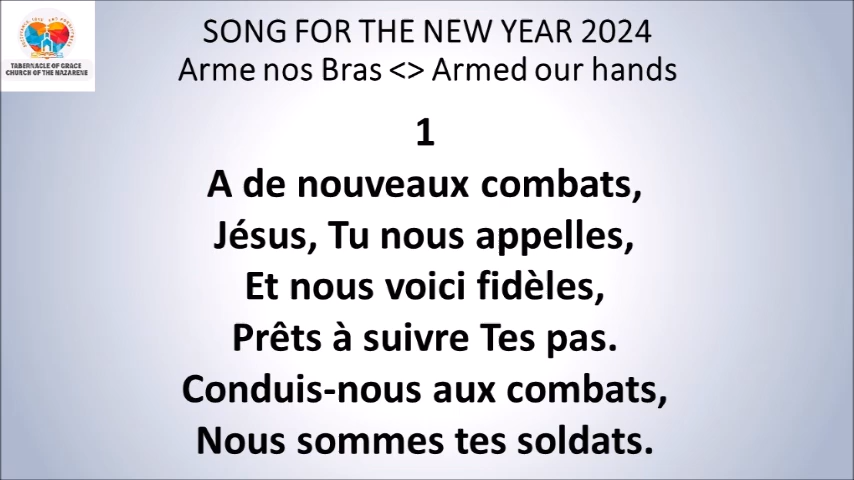 TABERNACLE OF GRACE
CHURCH OF THE NAZARENE
SONG FOR THE NEW YEAR 2024
Arme nos Bras <> Armed our hands
1
A de nouveaux combats,
Jésus, Tu nous appelles,
Et nous voici fidèles,
Prêts à suivre Tes pas.
Conduis-nous aux combats,
Nous sommes tes soldats.